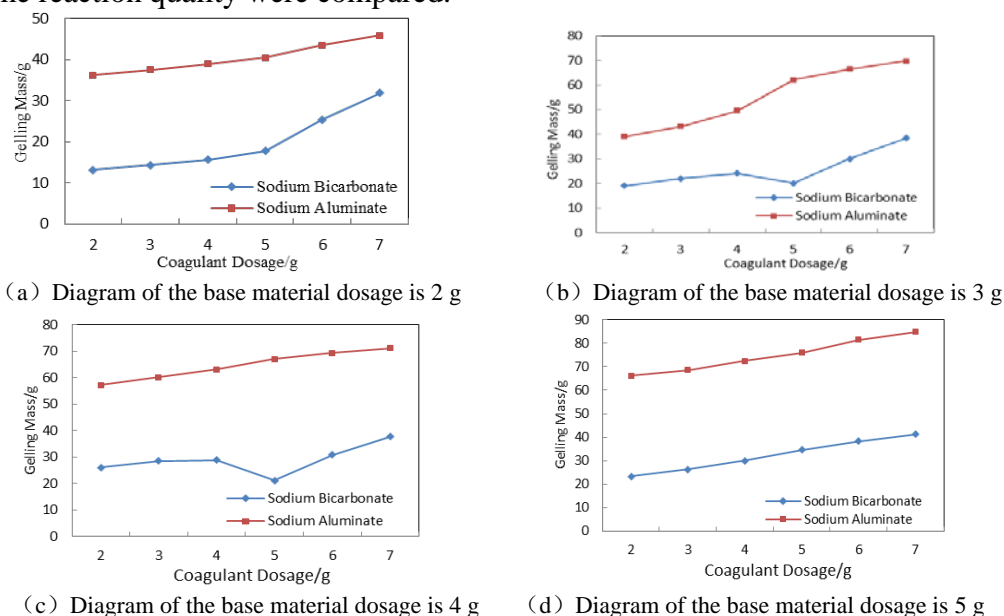 ne reaction quality were compared.
50
40
30
20
10
0
Gelling Mass/g
Sodium Bicarbonate
Sodium Aluminate
2 3 4 5 6 7
Coagulant Dosage/g
（a）Diagram of the base material dosage is 2 g
80
70
60
50
40
30
20
10
0
Gelling Mass/g
Sodium Bicarbonate
Sodium Aluminate
2 3 4 5 6 7
Coagulant Dosage/g
（b）Diagram of the base material dosage is 3 g
80
70
60
50
40
30
20
10
0
Gelling Mass/g
Sodium Bicarbonate
Sodium Aluminate
2 3 4 5 6 7
Coagulant Dosage/g
（c）Diagram of the base material dosage is 4 g
90
80
70
60
50
40
30
20
10
0
Gelling Mass/g
Sodium Bicarbonate
Sodium Aluminate
2 3 4 5 6 7
Coagulant Dosage/g
（d）Diagram of the base material dosage is 5 g